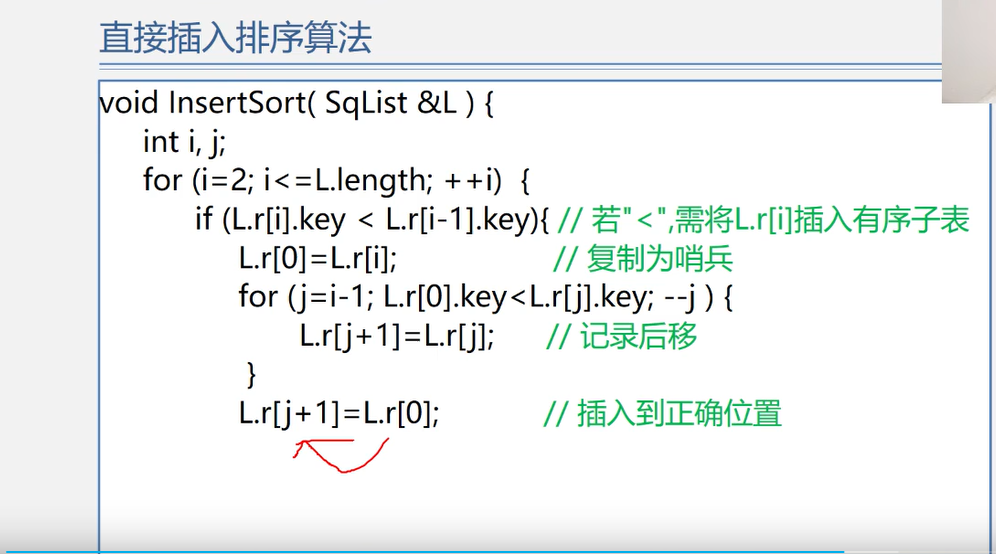 直接插入排序算法
void InsertSort( SqList &L ) {
int i, j;
for (i=2; i<=L.length; ++i) {
if (L.r[i].key < L.r[i-1].key){ // 若"<",需将L.r[i]插入有序子表
L.r[0]=L.r[i]; // 复制为哨兵
for (j=i-1; L.r[0].key<L.r[j].key; --j ) {
L.r[j+1]=L.r[j]; // 记录后移
}
L.r[j+1]=L.r[0]; // 插入到正确位置